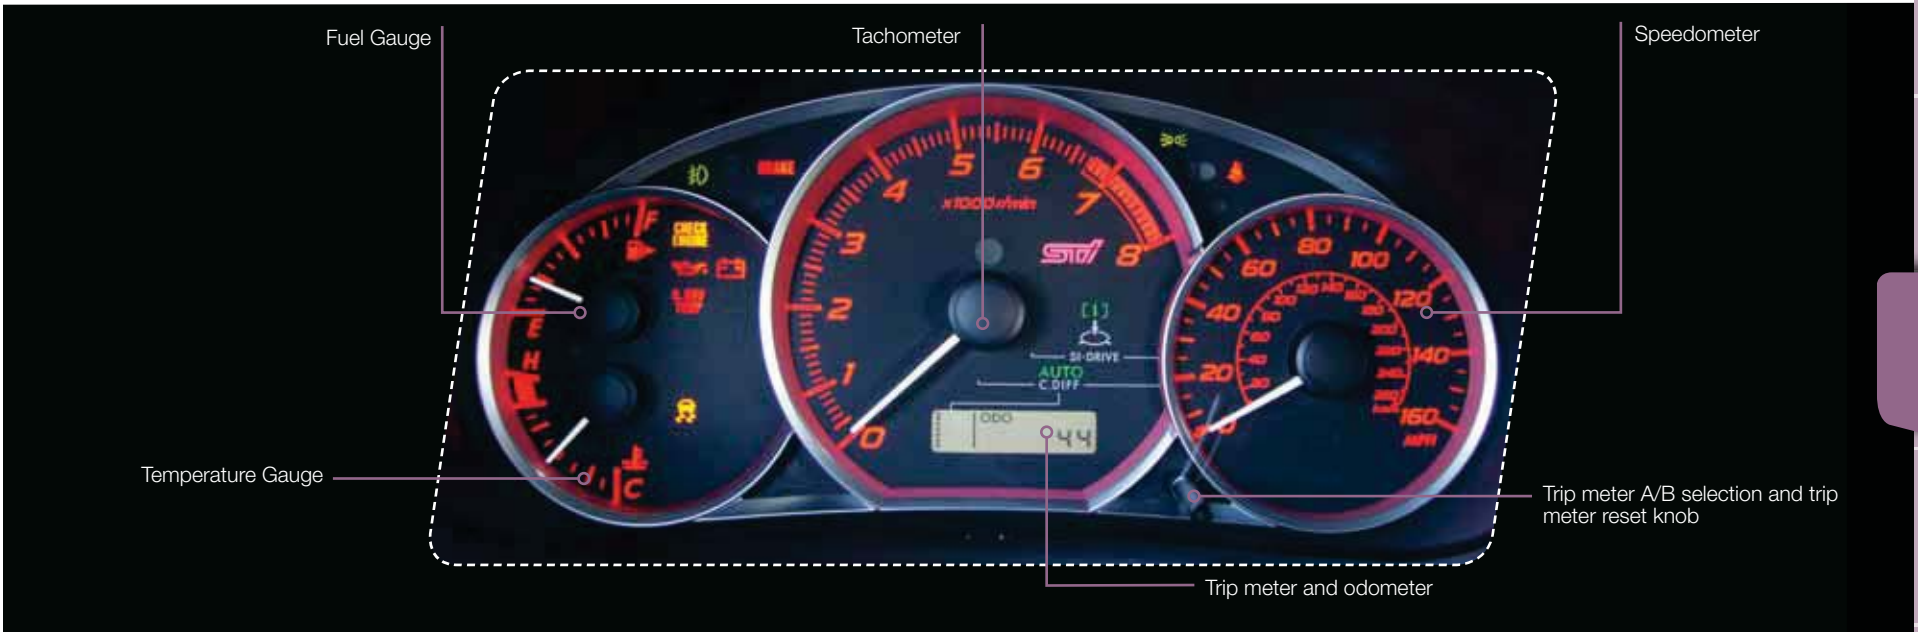 Fuel Gauge
Tachometer
Speedometer
BRAKE
5
6
4
7
x1000r/min
3
8
STI
F
CHECK
ENGINE
2
E
H
1
0
C
SI-DRIVE
AUTO
C.DIFF
ODO
44
80
100
60
120
40
140
20
160
MPH
0
Temperature Gauge
Trip meter A/B selection and trip
meter reset knob
Trip meter and odometer